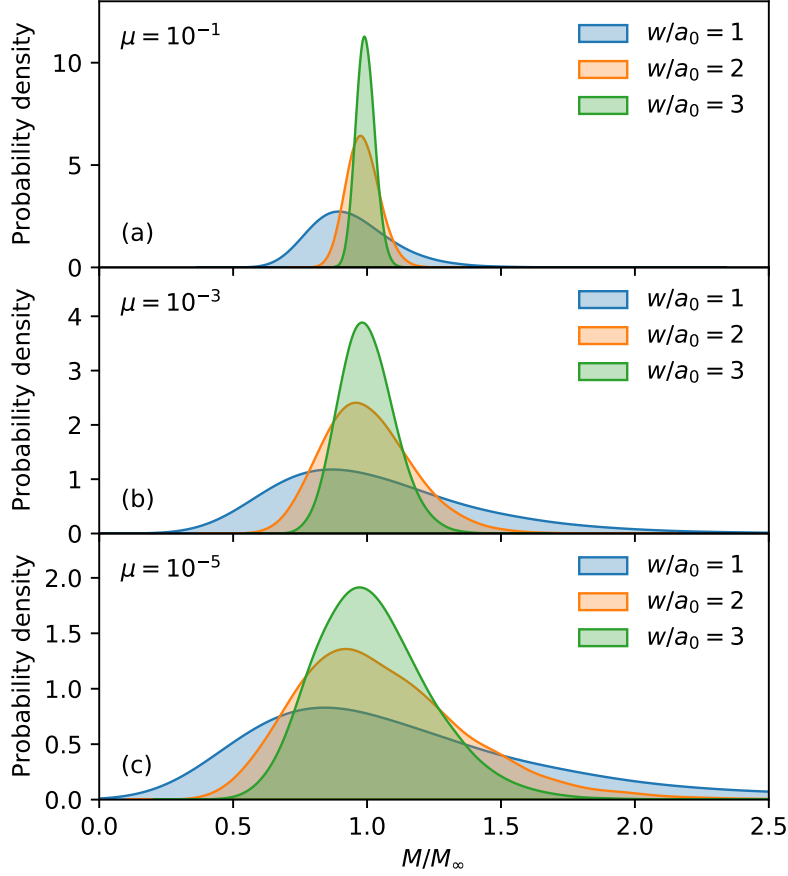 μ = 10⁻¹
w/a₀ = 1
w/a₀ = 2
w/a₀ = 3
10
5
0
Probability density
(a)
μ = 10⁻³
w/a₀ = 1
w/a₀ = 2
w/a₀ = 3
4
3
2
1
0
Probability density
(b)
μ = 10⁻⁵
w/a₀ = 1
w/a₀ = 2
w/a₀ = 3
2.0
1.5
1.0
0.5
0.0
Probability density
(c)
0.0 0.5 1.0 1.5 2.0 2.5
M/M∞